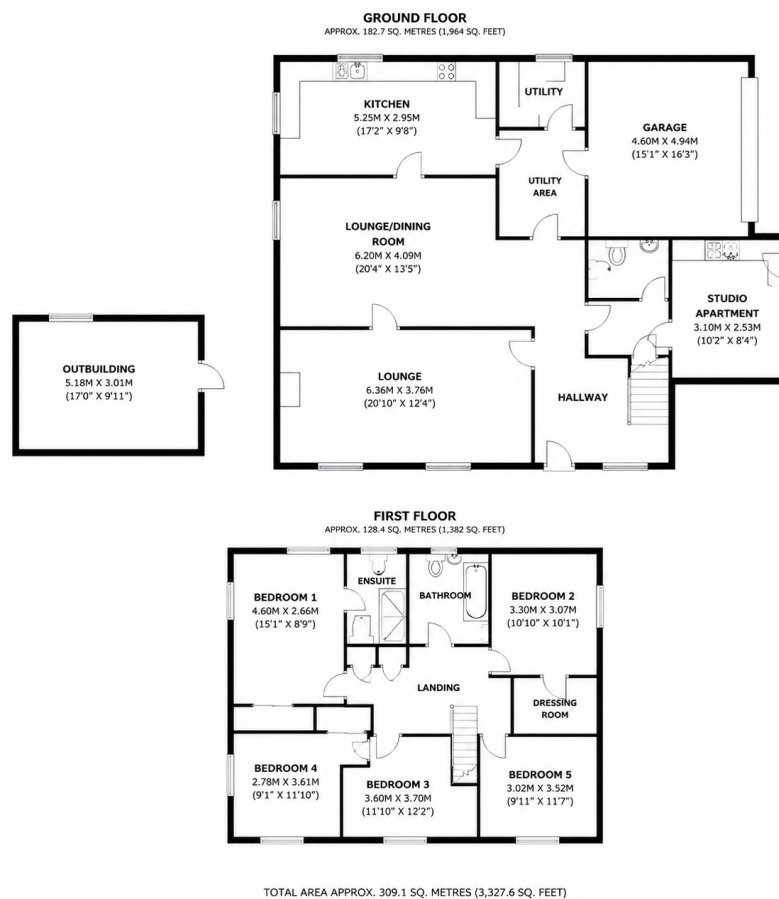 GROUND FLOOR
APPROX. 182.7 SQ. METRES (1,964 SQ. FEET)
KITCHEN
5.25M X 2.95M
(17'2" X 9'8")
UTILITY
GARAGE
4.60M X 4.94M
(15'1" X 16'3")
UTILITY
AREA
LOUNGE/DINING
ROOM
6.20M X 4.09M
(20'4" X 13'5")
STUDIO
APARTMENT
3.10M X 2.53M
(10'2" X 8'4")
OUTBUILDING
5.18M X 3.01M
(17'0" X 9'11")
LOUNGE
6.36M X 3.76M
(20'10" X 12'4")
HALLWAY
FIRST FLOOR
APPROX. 128.4 SQ. METRES (1,382 SQ. FEET)
BEDROOM 1
4.60M X 2.66M
(15'1" X 8'9")
ENSUITE
BATHROOM
BEDROOM 2
3.30M X 3.07M
(10'10" X 10'1")
LANDING
DRESSING
ROOM
BEDROOM 4
2.78M X 3.61M
(9'1" X 11'10")
BEDROOM 3
3.60M X 3.70M
(11'10" X 12'2")
BEDROOM 5
3.02M X 3.52M
(9'11" X 11'7")
TOTAL AREA APPROX. 309.1 SQ. METRES (3,327.6 SQ. FEET)